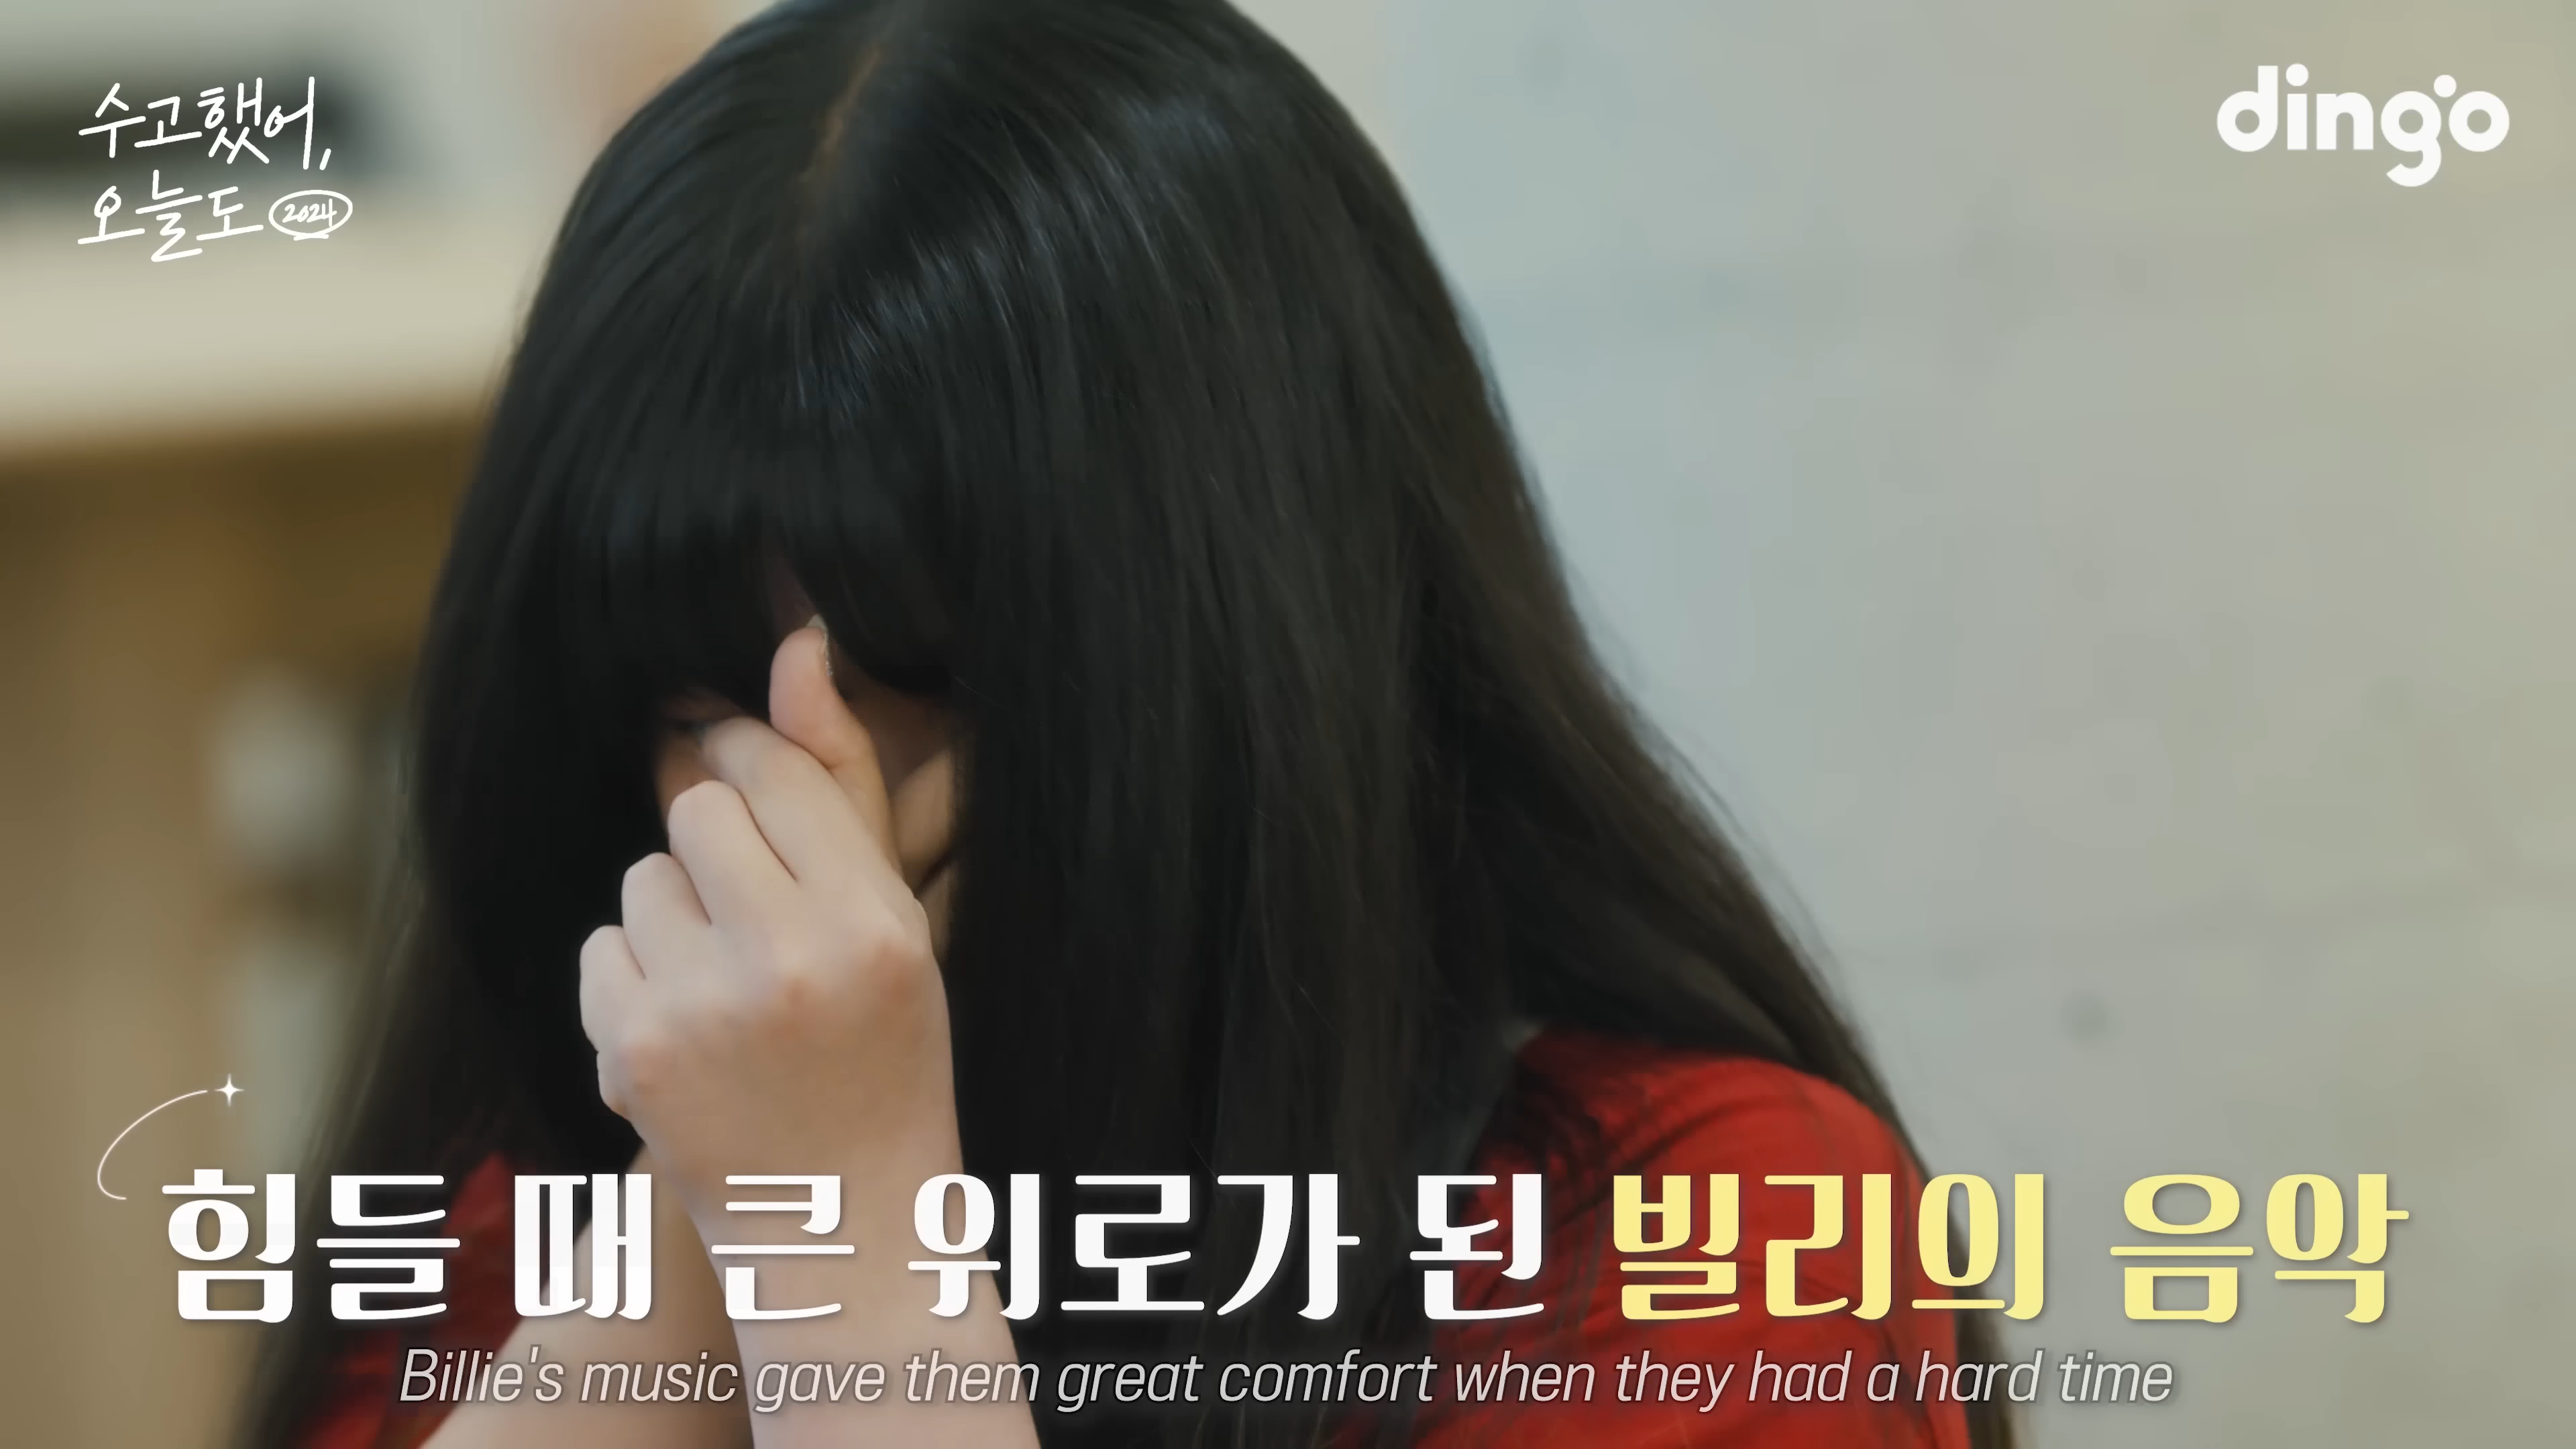 수고했어,
오늘도 2024
dingo
힘들 때 큰 위로가 된 빌리의 음악
Billie's music gave them great comfort when they had a hard time